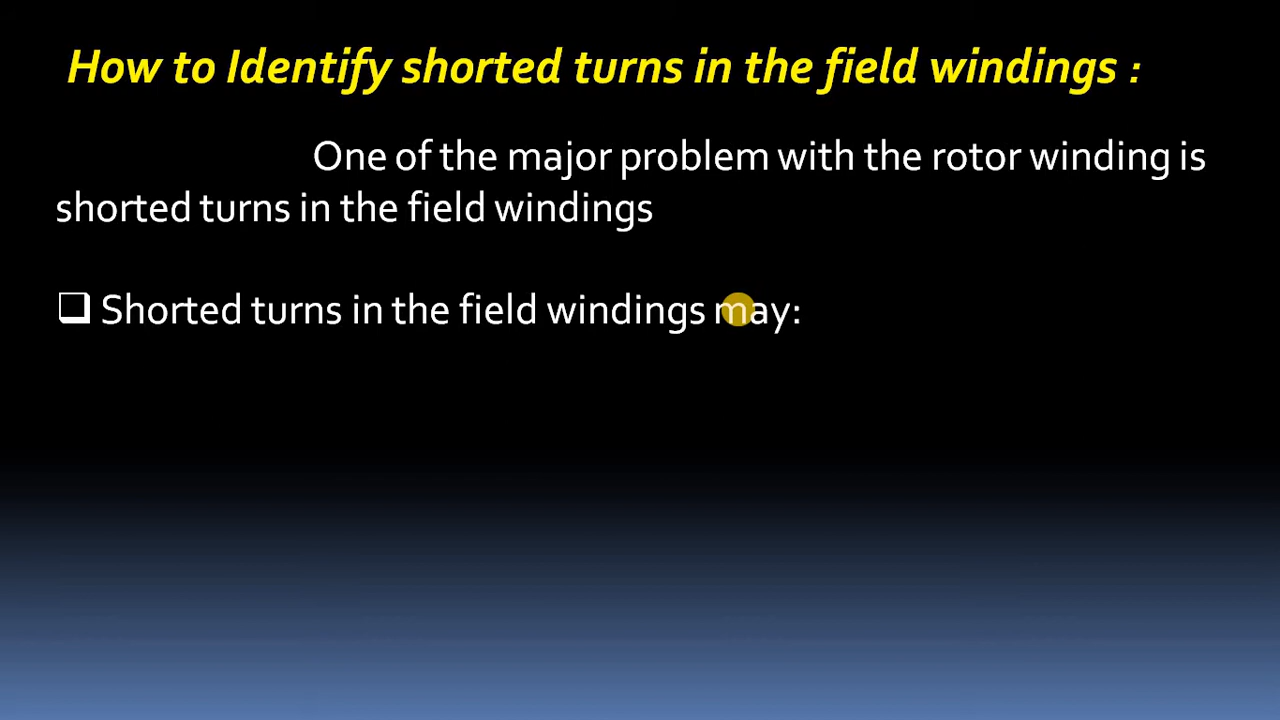 How to Identify shorted turns in the field windings :
One of the major problem with the rotor winding is
shorted turns in the field windings
Shorted turns in the field windings may: